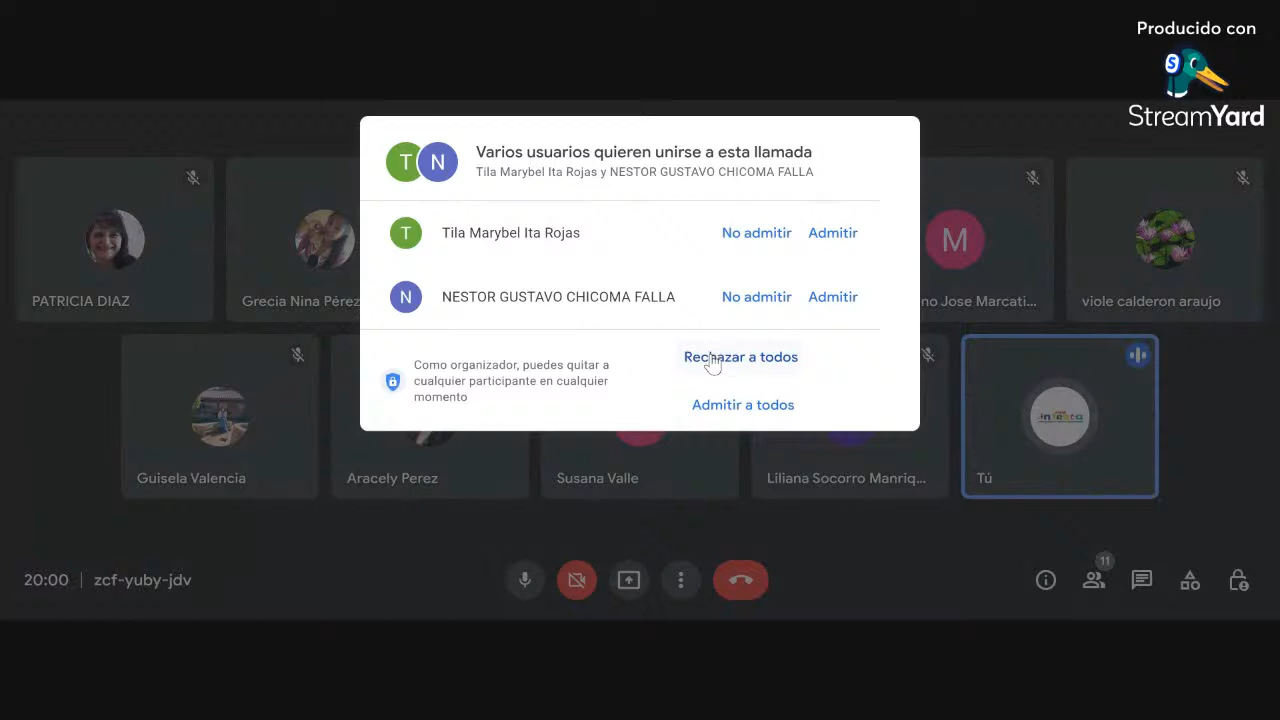 Producido con
S
StreamYard
T N
Varios usuarios quieren unirse a esta llamada
Tila Marybel Ita Rojas y NESTOR GUSTAVO CHICOMA FALLA
T Tila Marybel Ita Rojas No admitir Admitir
N NESTOR GUSTAVO CHICOMA FALLA No admitir Admitir
Como organizador, puedes quitar a
cualquier participante en cualquier
momento
Rechazar a todos
Admitir a todos
M
PATRICIA DIAZ
Grecia Nina Pérez
no Jose Marcati...
viole calderon araujo
Guisela Valencia
Aracely Perez
Susana Valle
Liliana Socorro Manriq...
Tú
20:00 | zcf-yuby-jdv
11